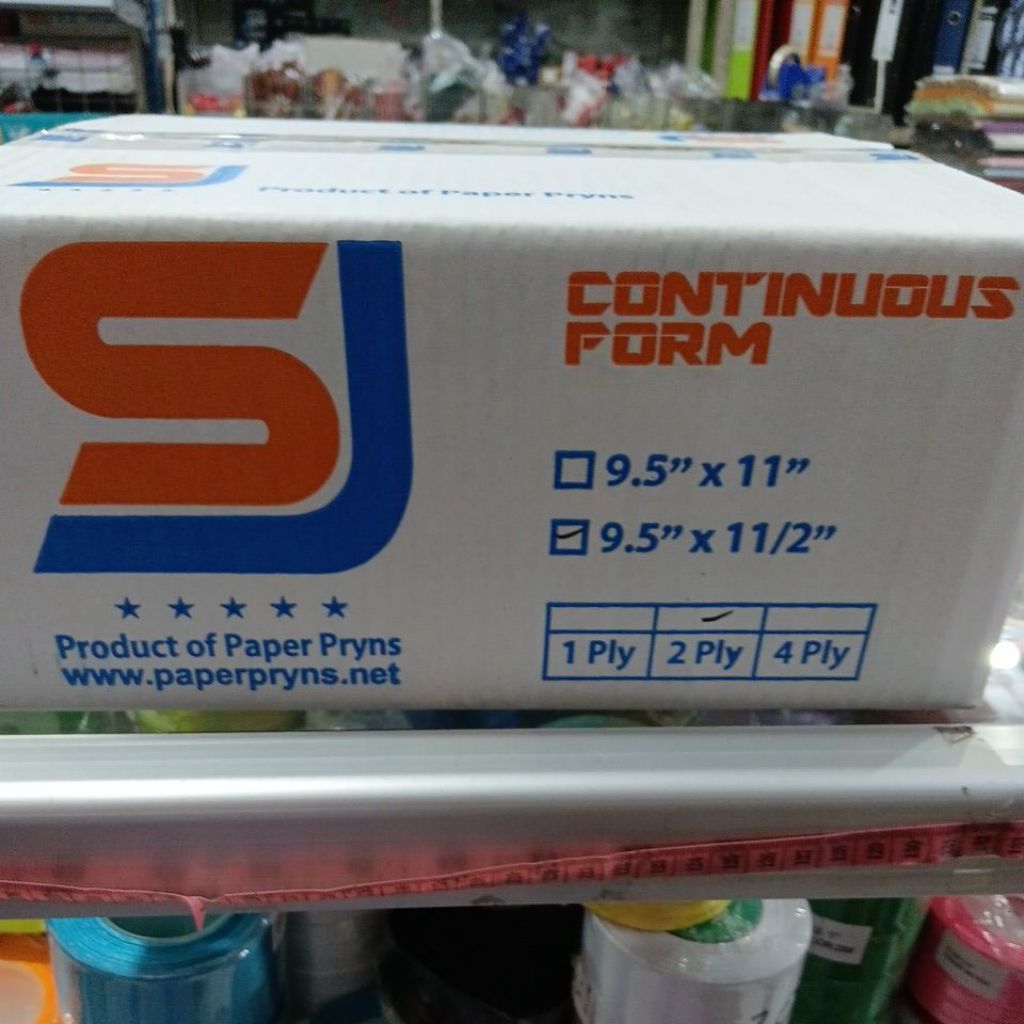 SJ
Product of Paper Pryns
SJ
CONTINUOUS
FORM
9.5” x 11”
9.5” x 11/2”
1 Ply 2 Ply 4 Ply
Product of Paper Pryns
www.paperpryns.net